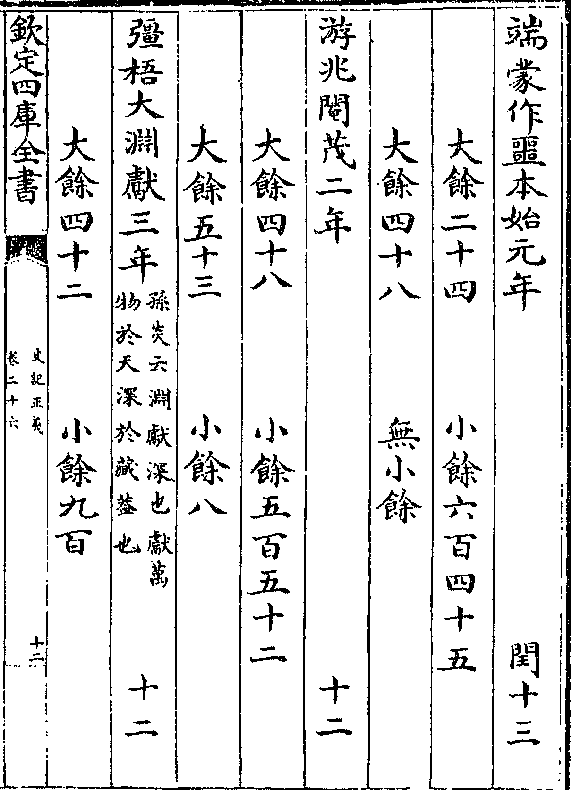 端蒙作噩本始元年 閏十三
大餘二十四 小餘六百四十五
大餘四十八 無小餘
游兆閹茂二年 十二
大餘四十八 小餘五百五十二
大餘五十三 小餘八
彊梧大淵獻三年 孫炎云淵獻深也獻萬
物於天深於藏葢也 十二
大餘四十二 小餘九百
欽定四庫全書 史記正義
卷二十六 十二